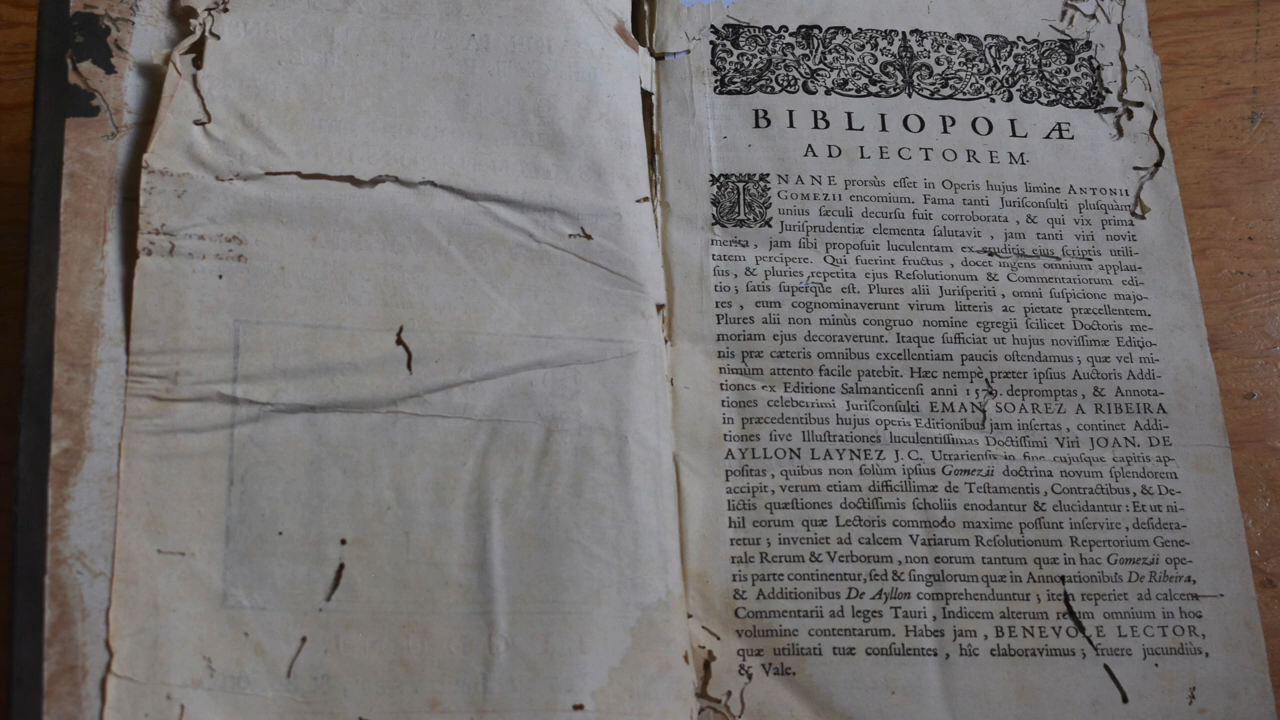 BIBLIOPOLÆ
AD LECTOREM.
INANE prorsùs eſſet in Operis hujus limine ANTONII
GOMEZII encomium. Fama tanti Juriſconſulti pluſquàm
unius ſæculi decurſu fuit corroborata, & qui vix prima
Juriſprudentiæ elementa ſalutavit, jam tanti viri novit
merita, jam ſibi propoſuit luculentam ex eruditis ejus ſcriptis utili-
tatem percipere. Qui fuerint fructus, docet ingens omnium applau-
ſus, & pluries repetita ejus Reſolutionum & Commentariorum edi-
tio; ſatis ſuperque eſt. Plures alii Juriſperiti, omni ſuſpicione majo-
res, eum cognominaverunt virum litteris ac pietate præcellentem.
Plures alii non minùs congruo nomine egregii ſcilicet Doctoris me-
moriam ejus decoraverunt. Itaque ſufficiat ut hujus noviſſimæ Editio-
nis præ cæteris omnibus excellentiam paucis oſtendamus; quæ vel mi-
nimùm attento facile patebit. Hæc nempè præter ipſius Auctoris Addi-
tiones ex Editione Salmanticenſi anni 1579. depromptas, & Annota-
tiones celeberrimi Juriſconſulti EMAN. SOAREZ A RIBEIRA
in præcedentibus hujus operis Editionibus jam inſertas, continet Addi-
tiones ſive Illuſtrationes luculentiſſimas Doctiſſimi Viri JOAN. DE
AYLLON LAYNEZ J. C. Utrarienſis in fine cujuſque capitis ap-
poſitas, quibus non ſolùm ipſius Gomezii doctrina novum ſplendorem
accipit, verum etiam difficillimæ de Teſtamentis, Contractibus, & De-
lictis quæſtiones doctiſſimis ſcholiis enodantur & elucidantur: Et ut ni-
hil eorum quæ Lectoris commodo maxime poſſunt inſervire, deſidera-
retur; inveniet ad calcem Variarum Reſolutionum Repertorium Gene-
rale Rerum & Verborum, non eorum tantum quæ in hac Gomezii ope-
ris parte continentur, ſed & ſingulorum quæ in Annotationibus De Ribeira,
& Additionibus De Ayllon comprehenduntur; item reperiet ad calcem
Commentarii ad leges Tauri, Indicem alterum rerum omnium in hoc
volumine contentarum. Habes jam, BENEVOLE LECTOR,
quæ utilitati tuæ conſulentes, hîc elaboravimus; fruere jucundiùs,
& Vale.